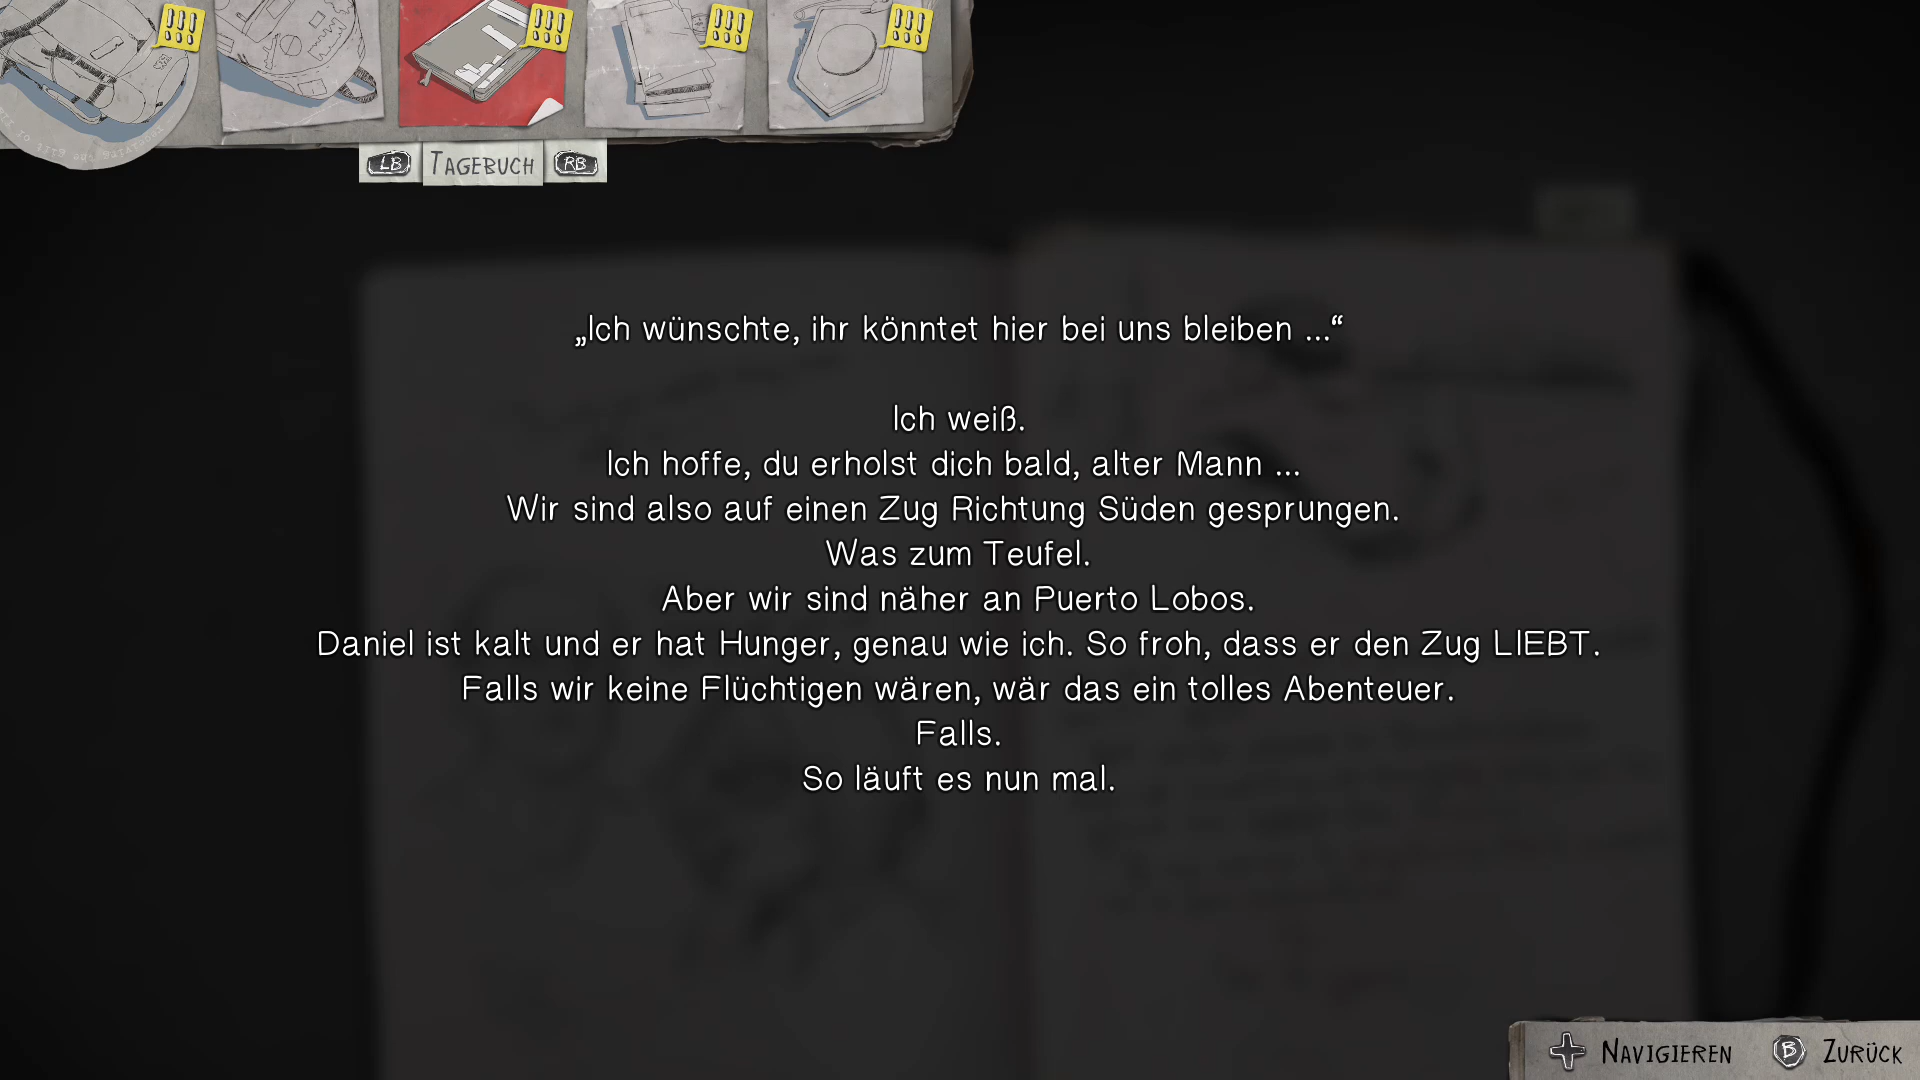 LB TAGEBUCH RB
„Ich wünschte, ihr könntet hier bei uns bleiben ...“
Ich weiß.
Ich hoffe, du erholst dich bald, alter Mann ...
Wir sind also auf einen Zug Richtung Süden gesprungen.
Was zum Teufel.
Aber wir sind näher an Puerto Lobos.
Daniel ist kalt und er hat Hunger, genau wie ich. So froh, dass er den Zug LIEBT.
Falls wir keine Flüchtigen wären, wär das ein tolles Abenteuer.
Falls.
So läuft es nun mal.
NAVIGIEREN B ZURÜCK